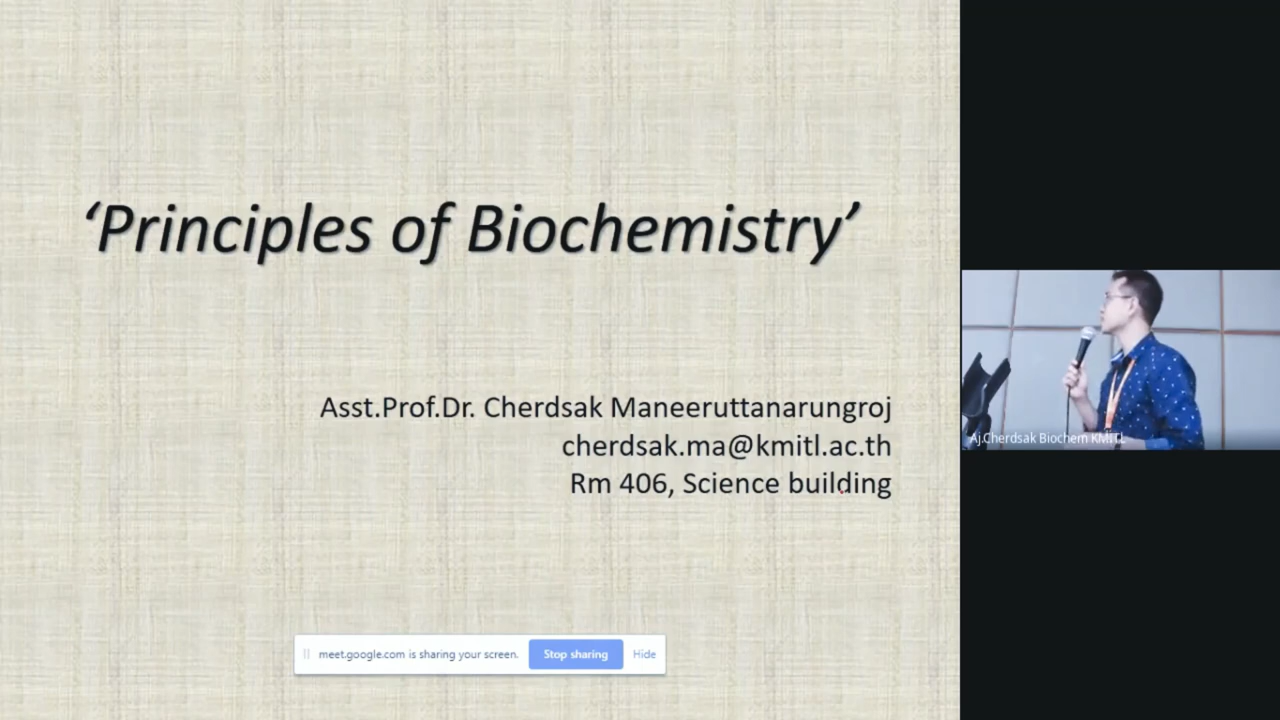 ‘Principles of Biochemistry’
Asst.Prof.Dr. Cherdsak Maneeruttanarungroj
cherdsak.ma@kmitl.ac.th
Rm 406, Science building
Aj.Cherdsak Biochem KMITL
meet.google.com is sharing your screen. Stop sharing Hide